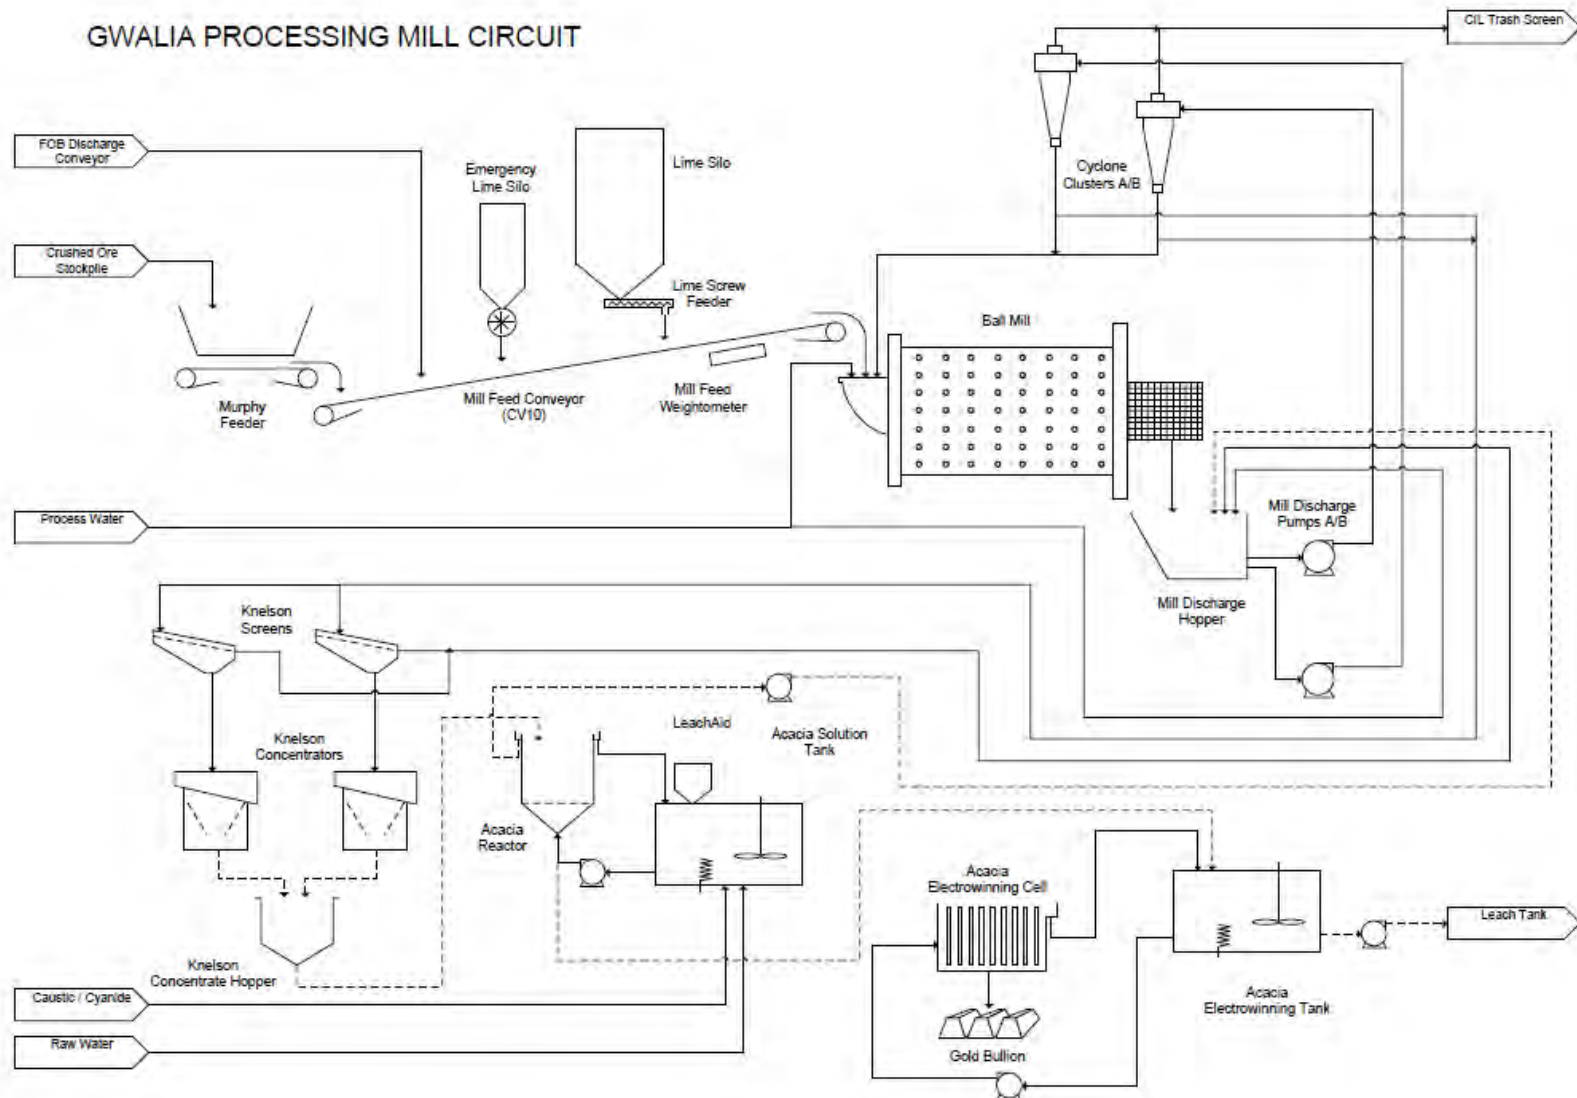 GWALIA PROCESSING MILL CIRCUIT
CIL Trash Screen
FOB Discharge
Conveyor
Emergency
Lime Silo
Lime Silo
Cyclone
Clusters A/B
Crushed Ore
Stockpile
Lime Screw
Feeder
Ball Mill
Murphy
Feeder
Mill Feed Conveyor
(CV10)
Mill Feed
Weightometer
Process Water
Mill Discharge
Pumps A/B
Mill Discharge
Hopper
Knelson
Screens
Knelson
Concentrators
LeachAid
Acacia Solution
Tank
Acacia
Reactor
Acacia
Electrowinning Cell
Leach Tank
Knelson
Concentrate Hopper
Caustic / Cyanide
Acacia
Electrowinning Tank
Raw Water
Gold Bullion